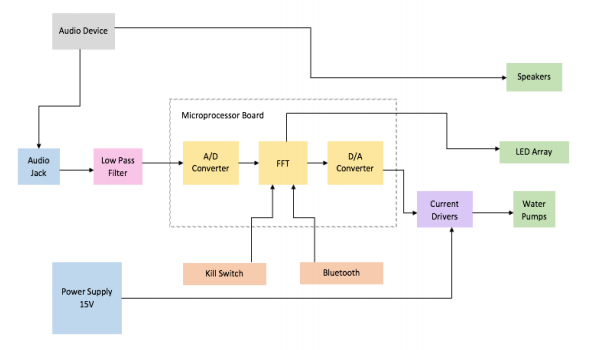 Audio Device
Speakers
Microprocessor Board
Audio
Jack
Low Pass
Filter
A/D
Converter
FFT
D/A
Converter
LED Array
Current
Drivers
Water
Pumps
Kill Switch
Bluetooth
Power Supply
15V